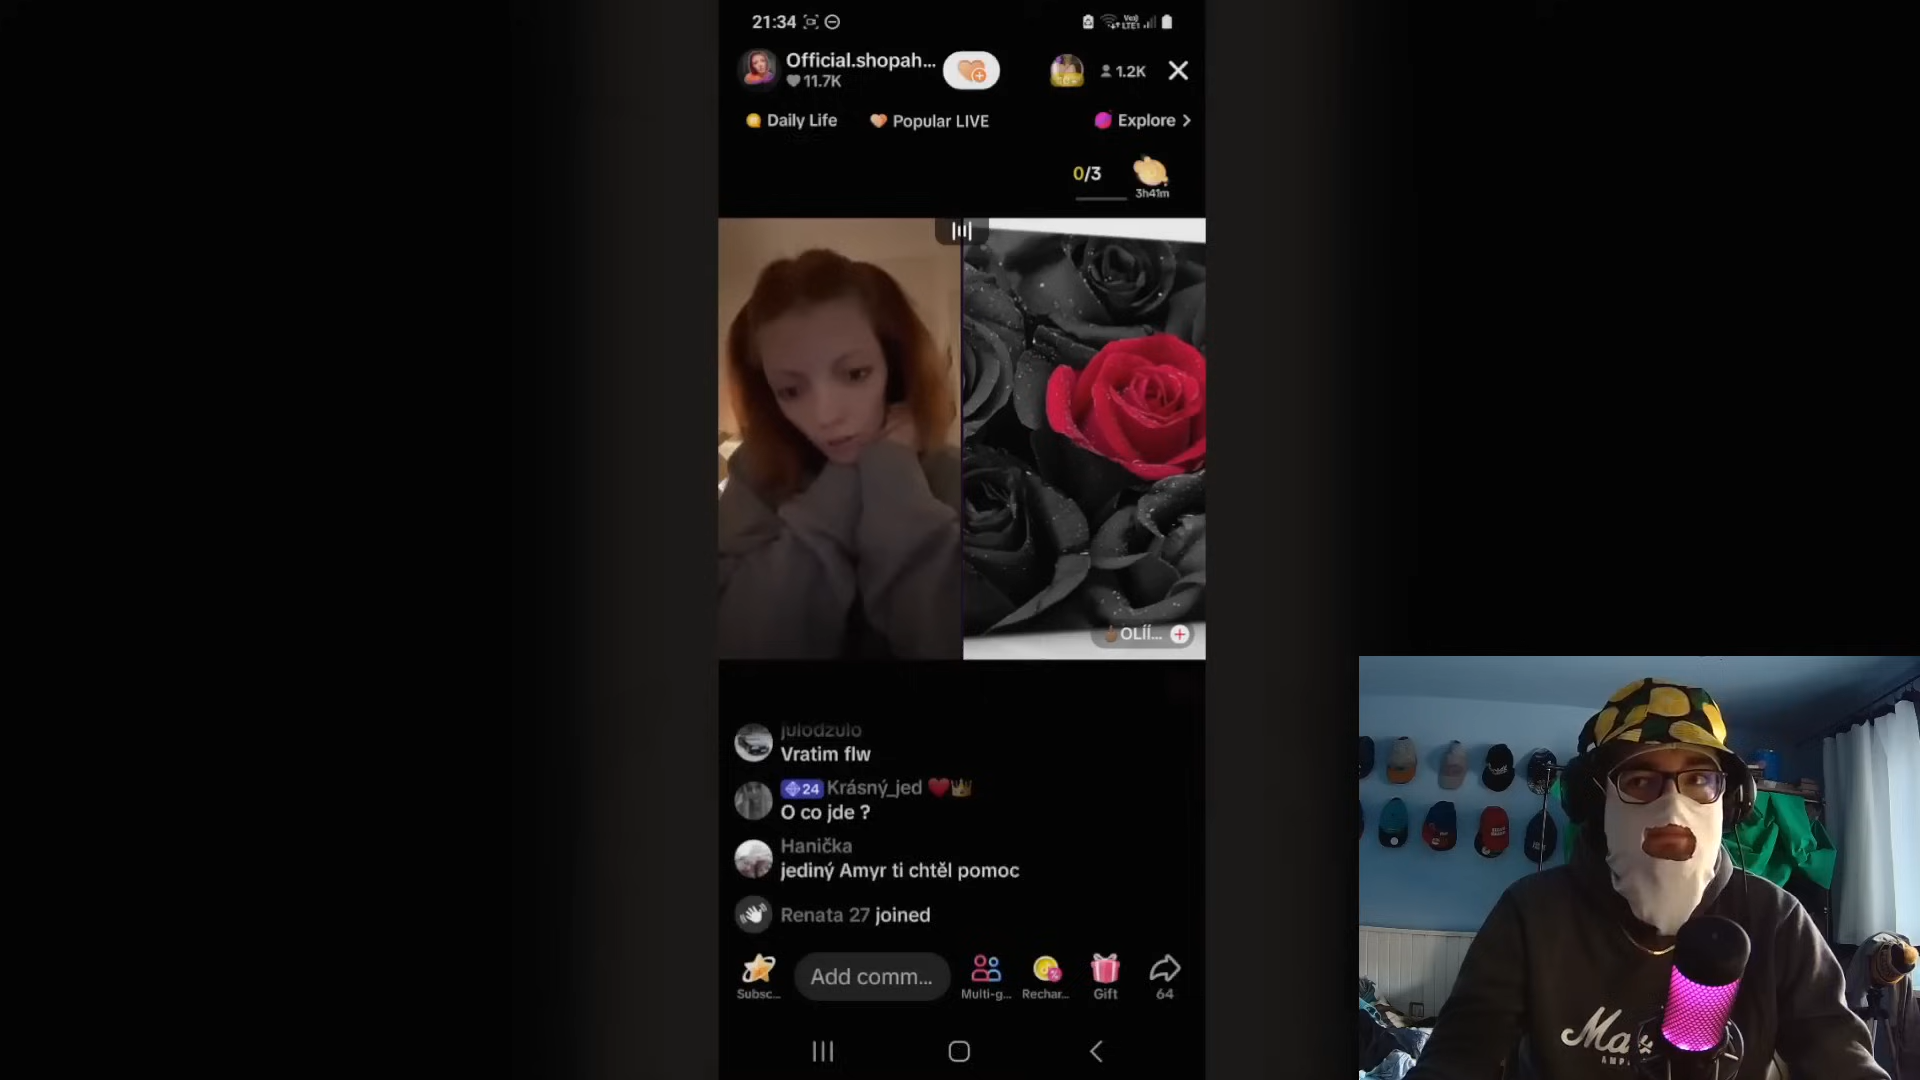 21:34
Vo))
LTE1
Official.shopah...
11.7K
1.2K
Daily Life
Popular LIVE
Explore
0/3
3h41m
OLÍÍ...
julodzulo
Vratim flw
24 Krásný_jed
O co jde ?
Hanička
jediný Amyr ti chtěl pomoc
Renata 27 joined
Subsc...
Add comm...
Multi-g...
Rechar...
Gift
64